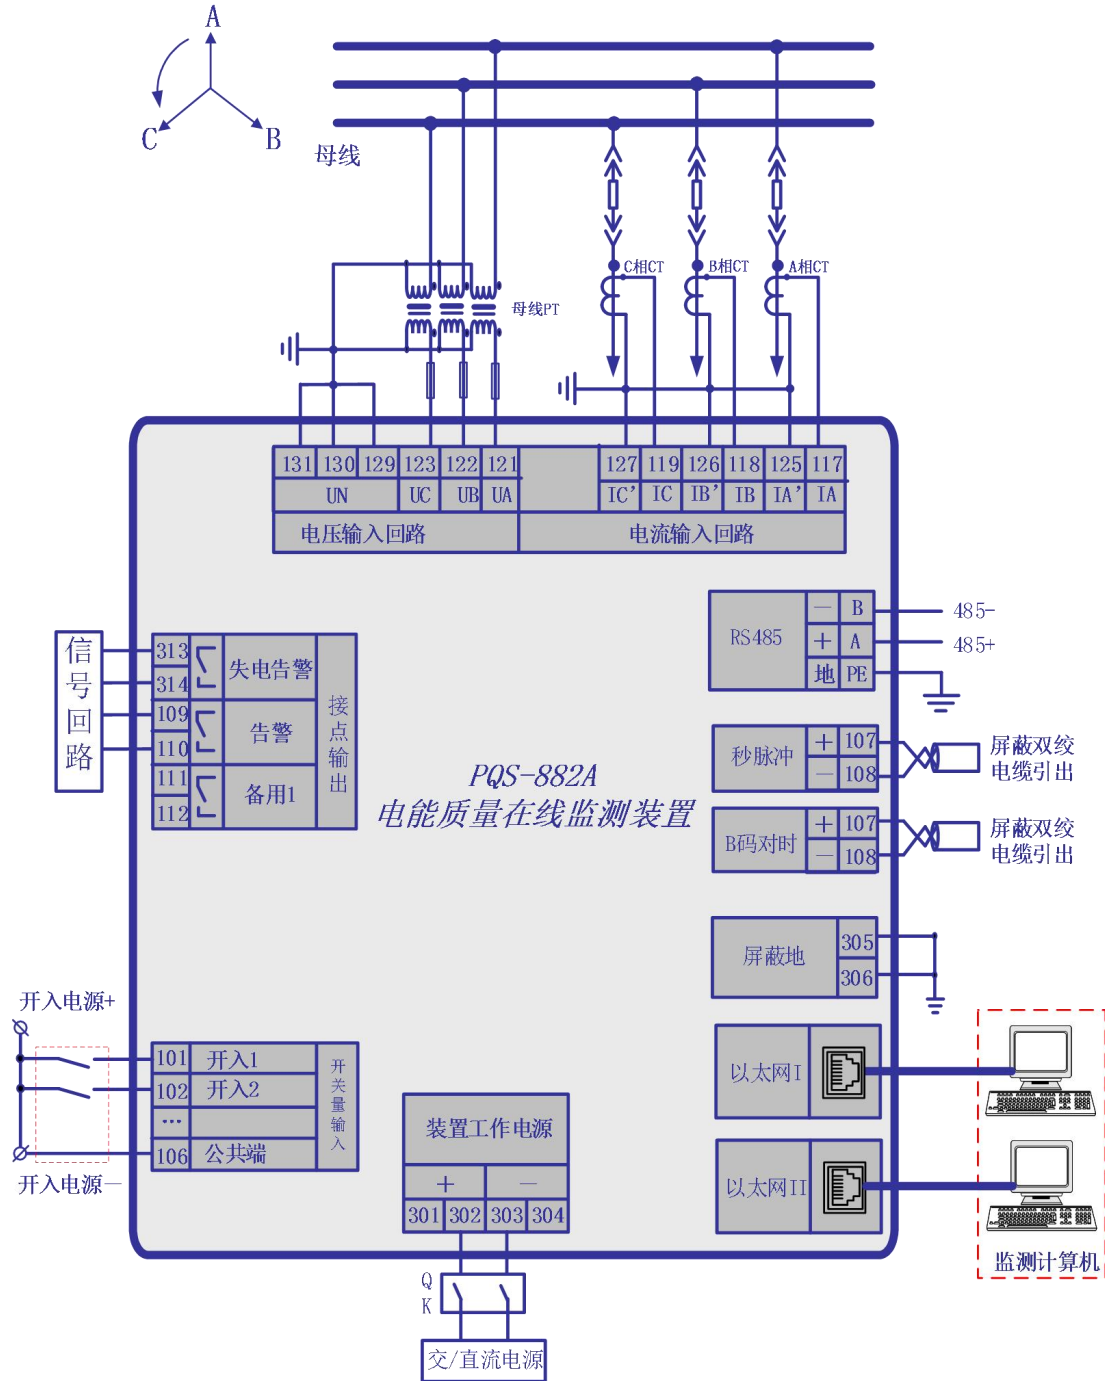 A
C
B
母线
C相CT
B相CT
A相CT
母线PT
131 130 129 123 122 121 127 119 126 118 125 117
UN UC UB UA IC' IC IB' IB IA' IA
电压输入回路 电流输入回路
RS485
— B 485-
+ A 485+
地 PE
信号回路
313
314
失电告警
109
110
告警
111
112
备用1
接点输出
秒脉冲
+ 107
— 108
屏蔽双绞
电缆引出
PQS-882A
电能质量在线监测装置
B码对时
+ 107
— 108
屏蔽双绞
电缆引出
屏蔽地
305
306
开入电源+
101 开入1
102 开入2
...
106 公共端
开关量输入
开入电源—
以太网I
以太网II
监测计算机
装置工作电源
+ —
301 302 303 304
Q
K
交/直流电源